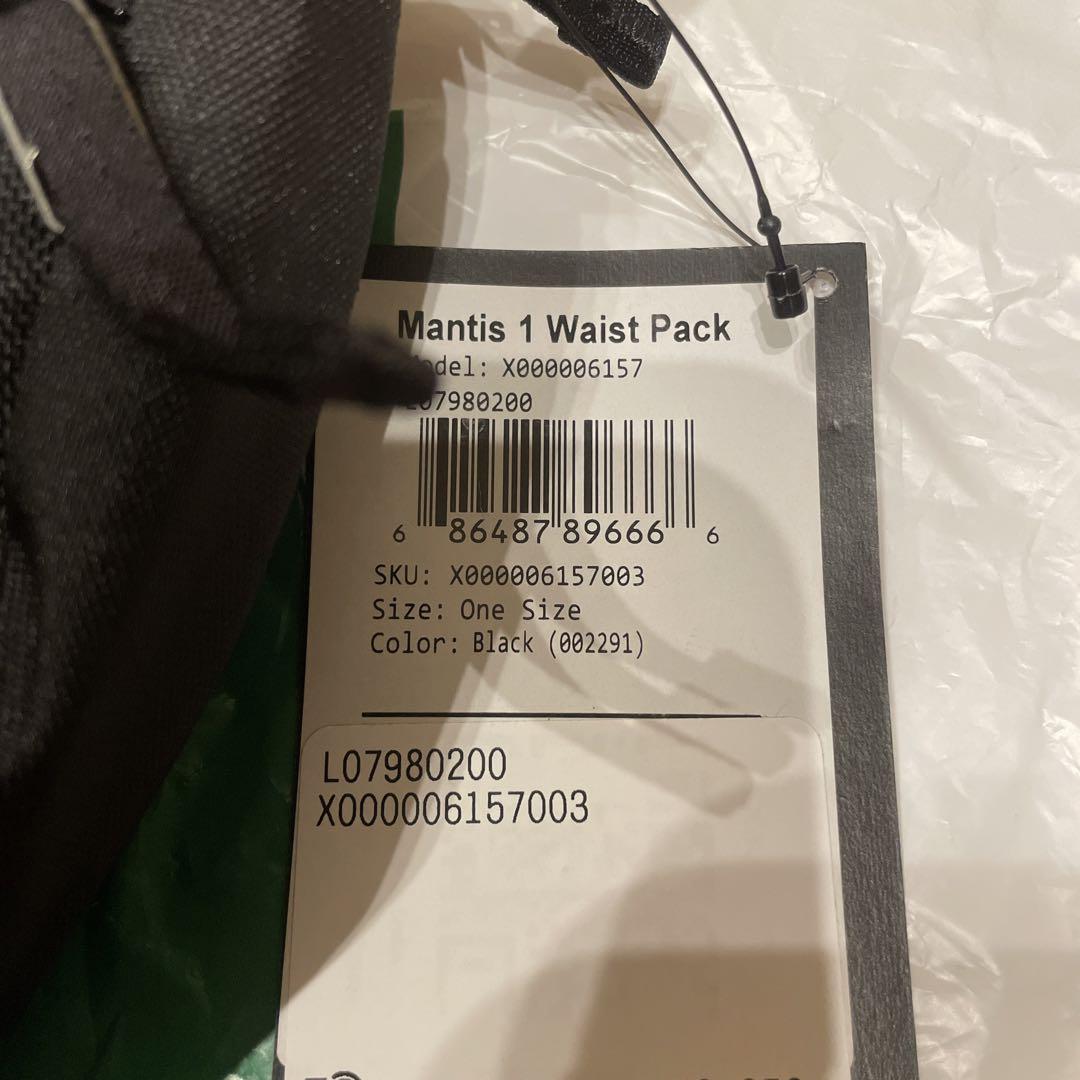 Mantis 1 Waist Pack
Model: X000006157
L07980200
6 86487 89666 6
SKU: X000006157003
Size: One Size
Color: Black (002291)
L07980200
X000006157003